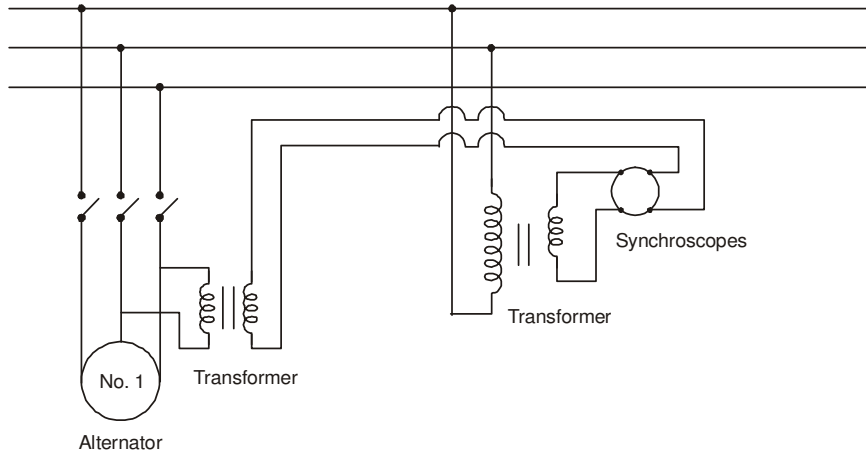 Synchroscopes
Transformer
No. 1
Transformer
Alternator